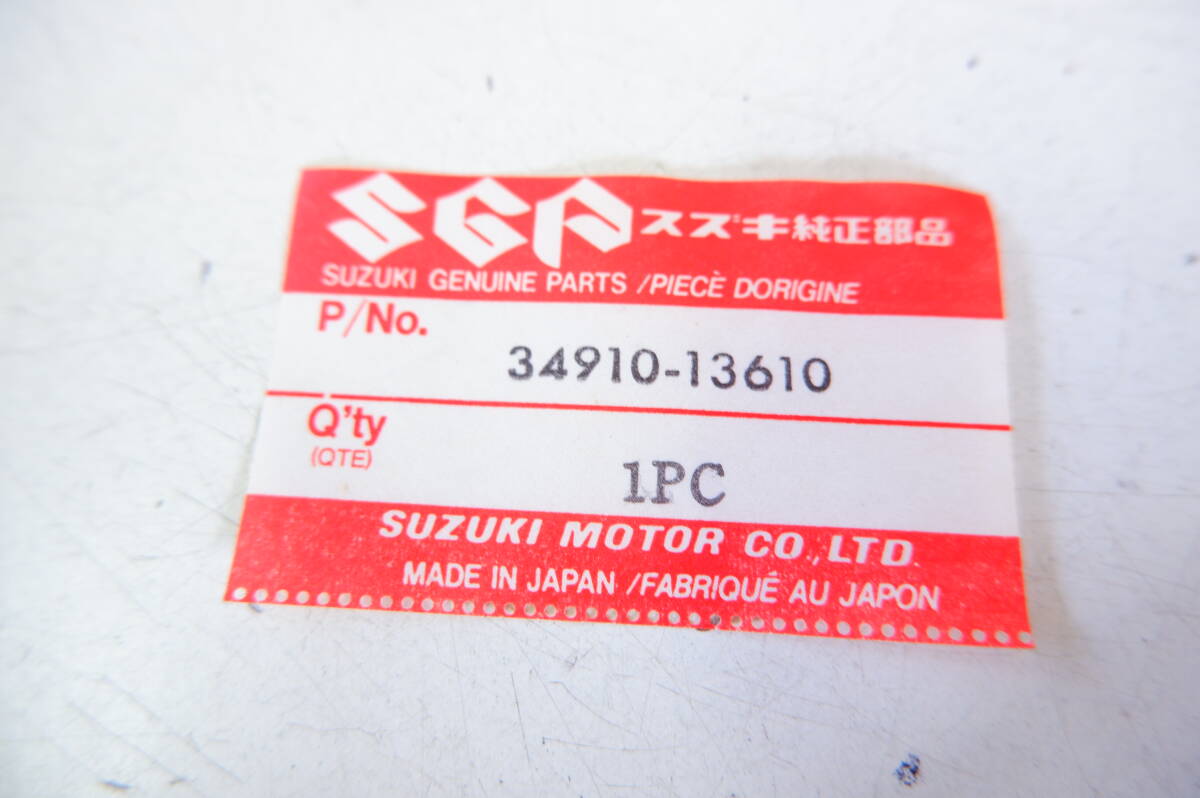 SGP スズキ純正部品
SUZUKI GENUINE PARTS /PIECÈ DORIGINE
P/No.
34910-13610
Q'ty
(QTE)
1PC
SUZUKI MOTOR CO.,LTD.
MADE IN JAPAN /FABRIQUÉ AU JAPON